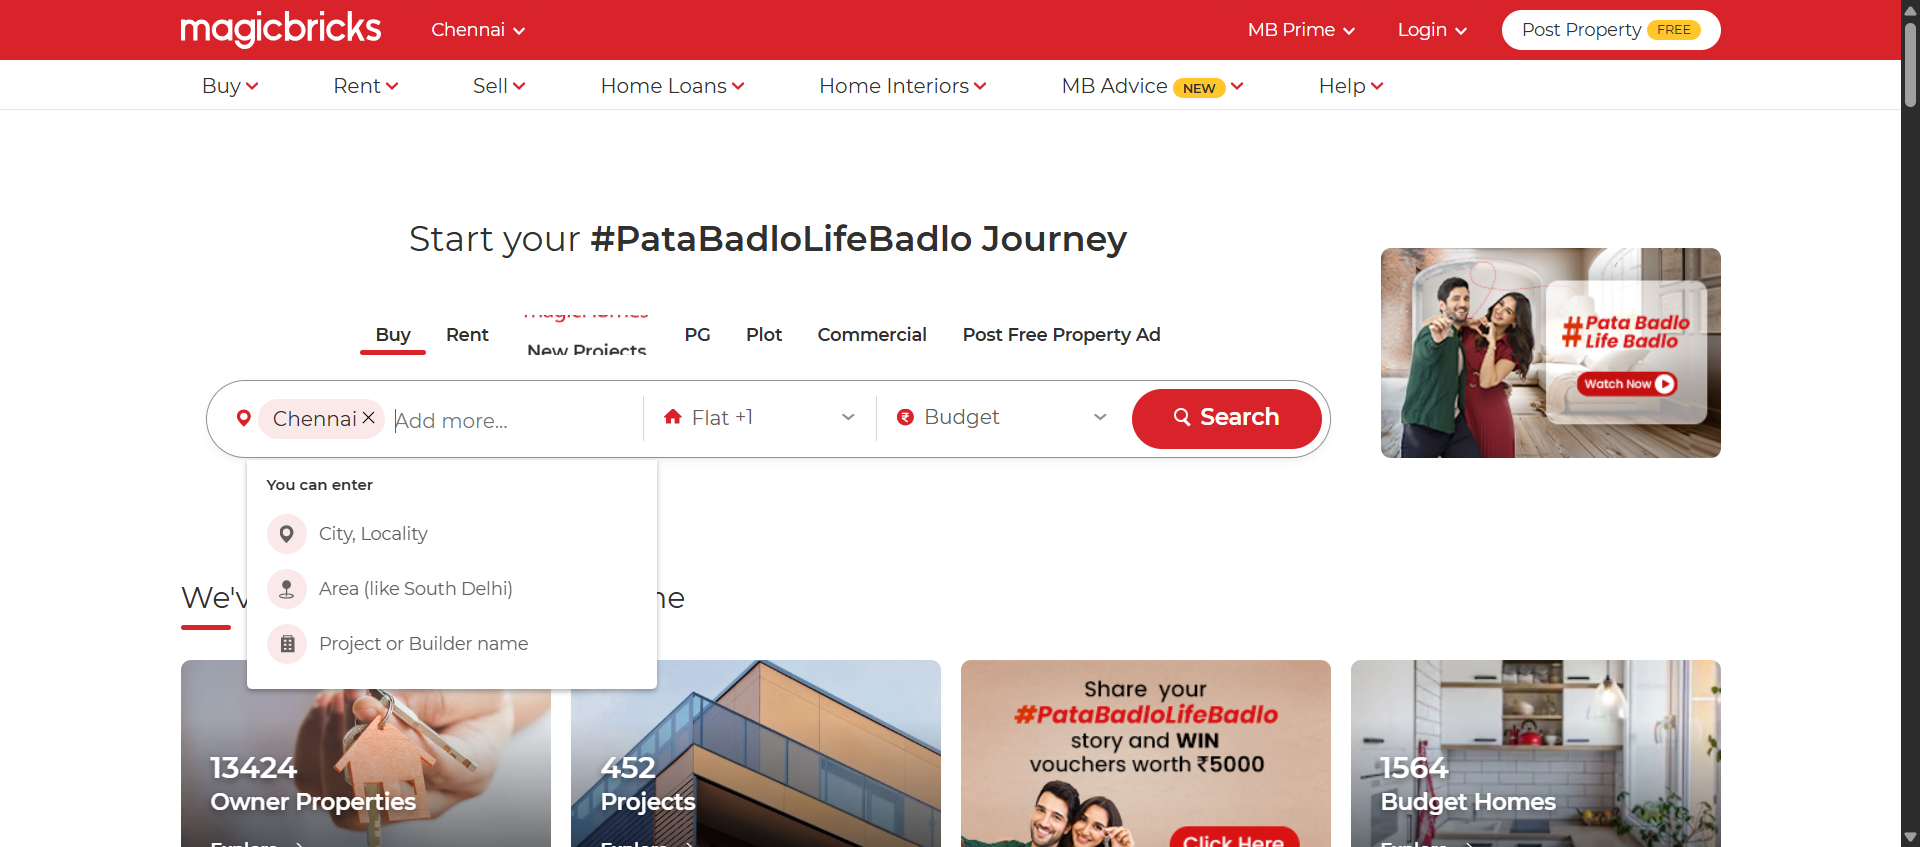 magicbricks
Chennai
MB Prime
Login
Post Property FREE
Buy
Rent
Sell
Home Loans
Home Interiors
MB Advice NEW
Help
Start your #PataBadloLifeBadlo Journey
Buy
Rent
magicHomes
New Projects
PG
Plot
Commercial
Post Free Property Ad
Chennai
Add more...
Flat +1
Budget
Search
#Pata Badlo
Life Badlo
Watch Now
You can enter
City, Locality
Area (like South Delhi)
Project or Builder name
13424
Owner Properties
Explore
452
Projects
Explore
Share your
#PataBadloLifeBadlo
story and WIN
vouchers worth ₹5000
Click Here
1564
Budget Homes
Explore